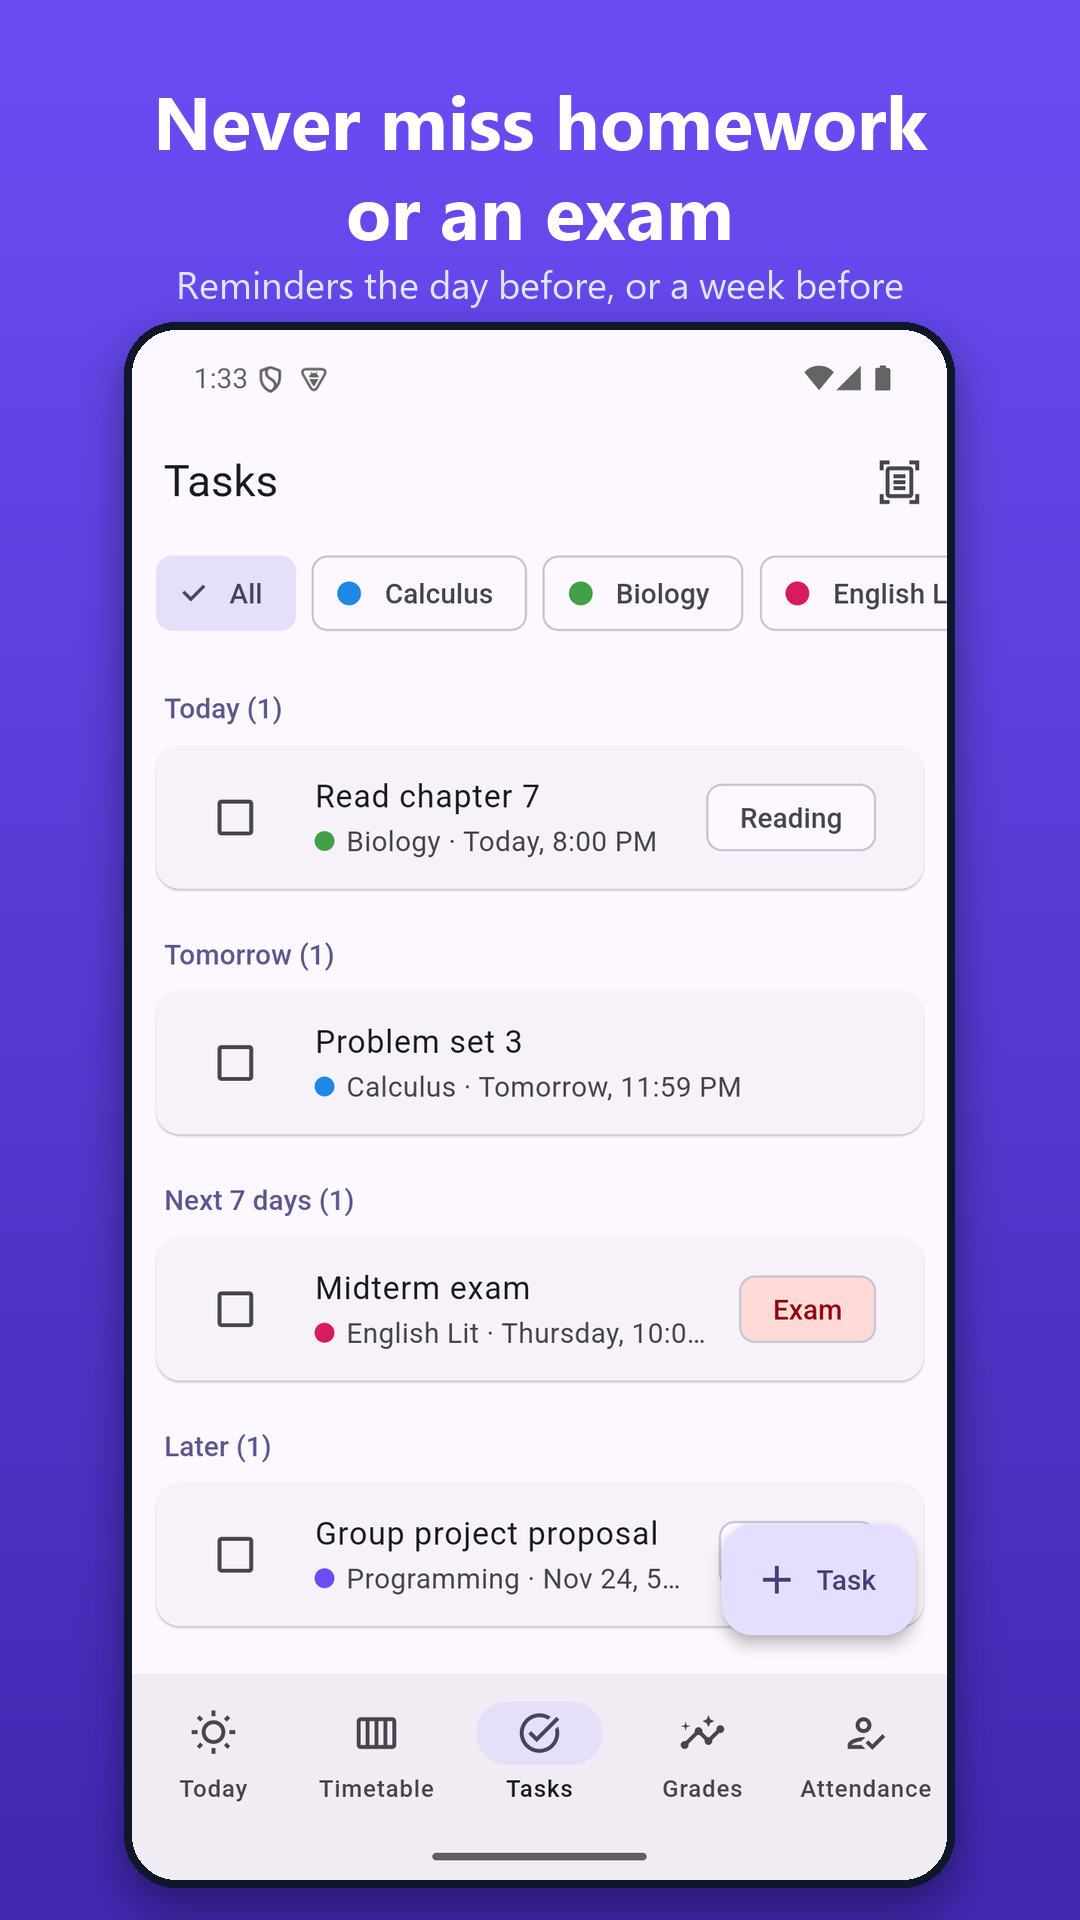 Never miss homework
or an exam
Reminders the day before, or a week before
1:33
Tasks
All
Calculus
Biology
English L
Today (1)
Read chapter 7
Biology · Today, 8:00 PM
Reading
Tomorrow (1)
Problem set 3
Calculus · Tomorrow, 11:59 PM
Next 7 days (1)
Midterm exam
English Lit · Thursday, 10:0...
Exam
Later (1)
Group project proposal
Programming · Nov 24, 5...
+ Task
Today
Timetable
Tasks
Grades
Attendance